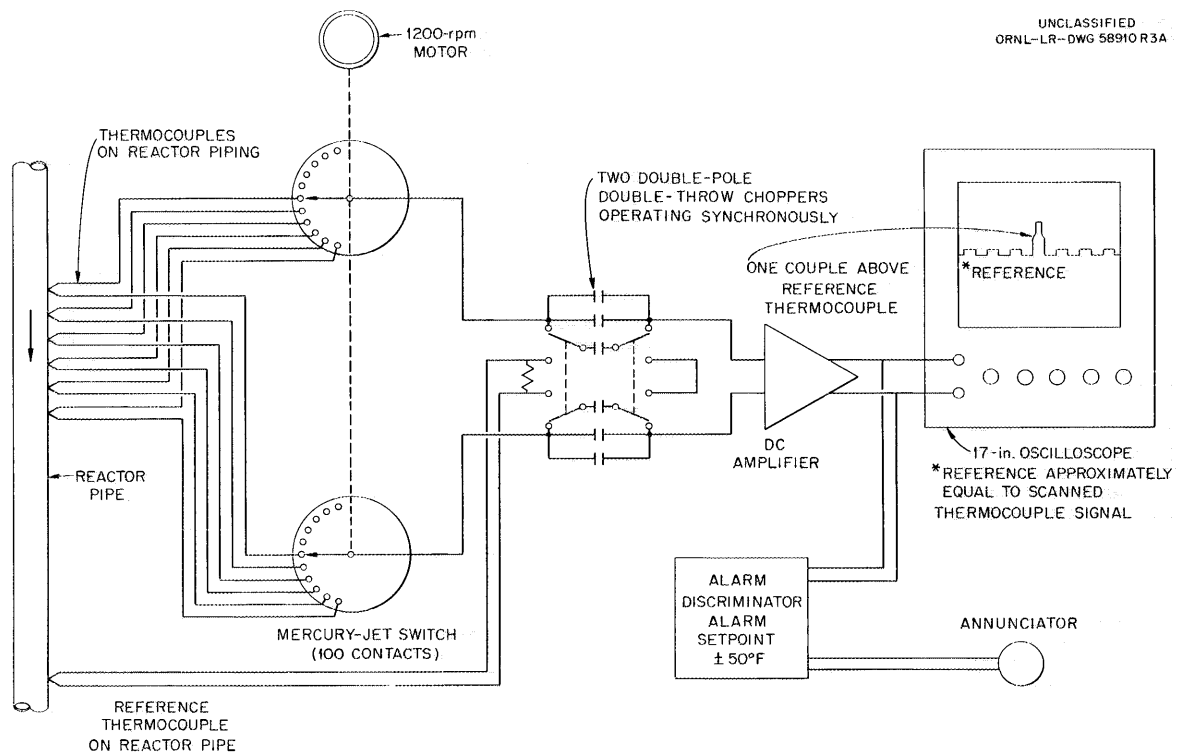 UNCLASSIFIED
ORNL-LR-DWG 58910 R3A
1200-rpm
MOTOR
THERMOCOUPLES
ON REACTOR PIPING
TWO DOUBLE-POLE
DOUBLE-THROW CHOPPERS
OPERATING SYNCHRONOUSLY
ONE COUPLE ABOVE
REFERENCE
THERMOCOUPLE
*REFERENCE
DC
AMPLIFIER
17-in. OSCILLOSCOPE
*REFERENCE APPROXIMATELY
EQUAL TO SCANNED
THERMOCOUPLE SIGNAL
REACTOR
PIPE
MERCURY-JET SWITCH
(100 CONTACTS)
ALARM
DISCRIMINATOR
ALARM
SETPOINT
±50°F
ANNUNCIATOR
REFERENCE
THERMOCOUPLE
ON REACTOR PIPE